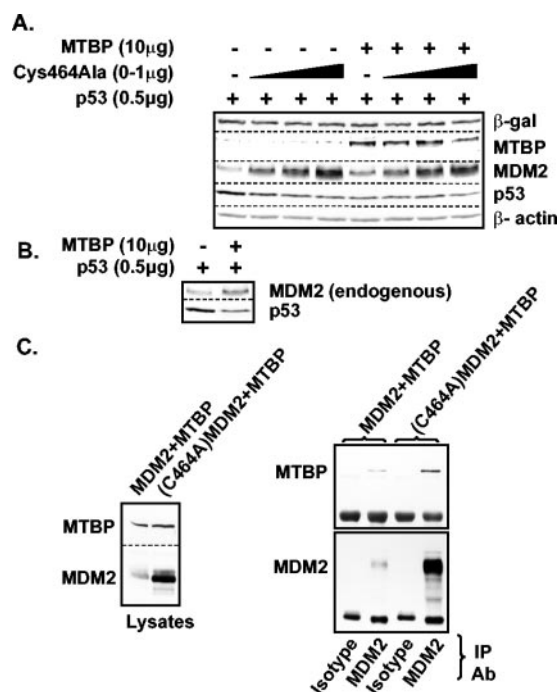 A.
MTBP (10μg) - - - - + + + +
Cys464Ala (0-1μg) - -
p53 (0.5μg) + + + + + + + +
β-gal
MTBP
MDM2
p53
β- actin
B.
MTBP (10μg) - +
p53 (0.5μg) + +
MDM2 (endogenous)
p53
C.
MDM2+MTBP
(C464A)MDM2+MTBP
MTBP
MDM2
Lysates
MDM2+MTBP
(C464A)MDM2+MTBP
MTBP
MDM2
Isotype MDM2 Isotype MDM2
IP
Ab